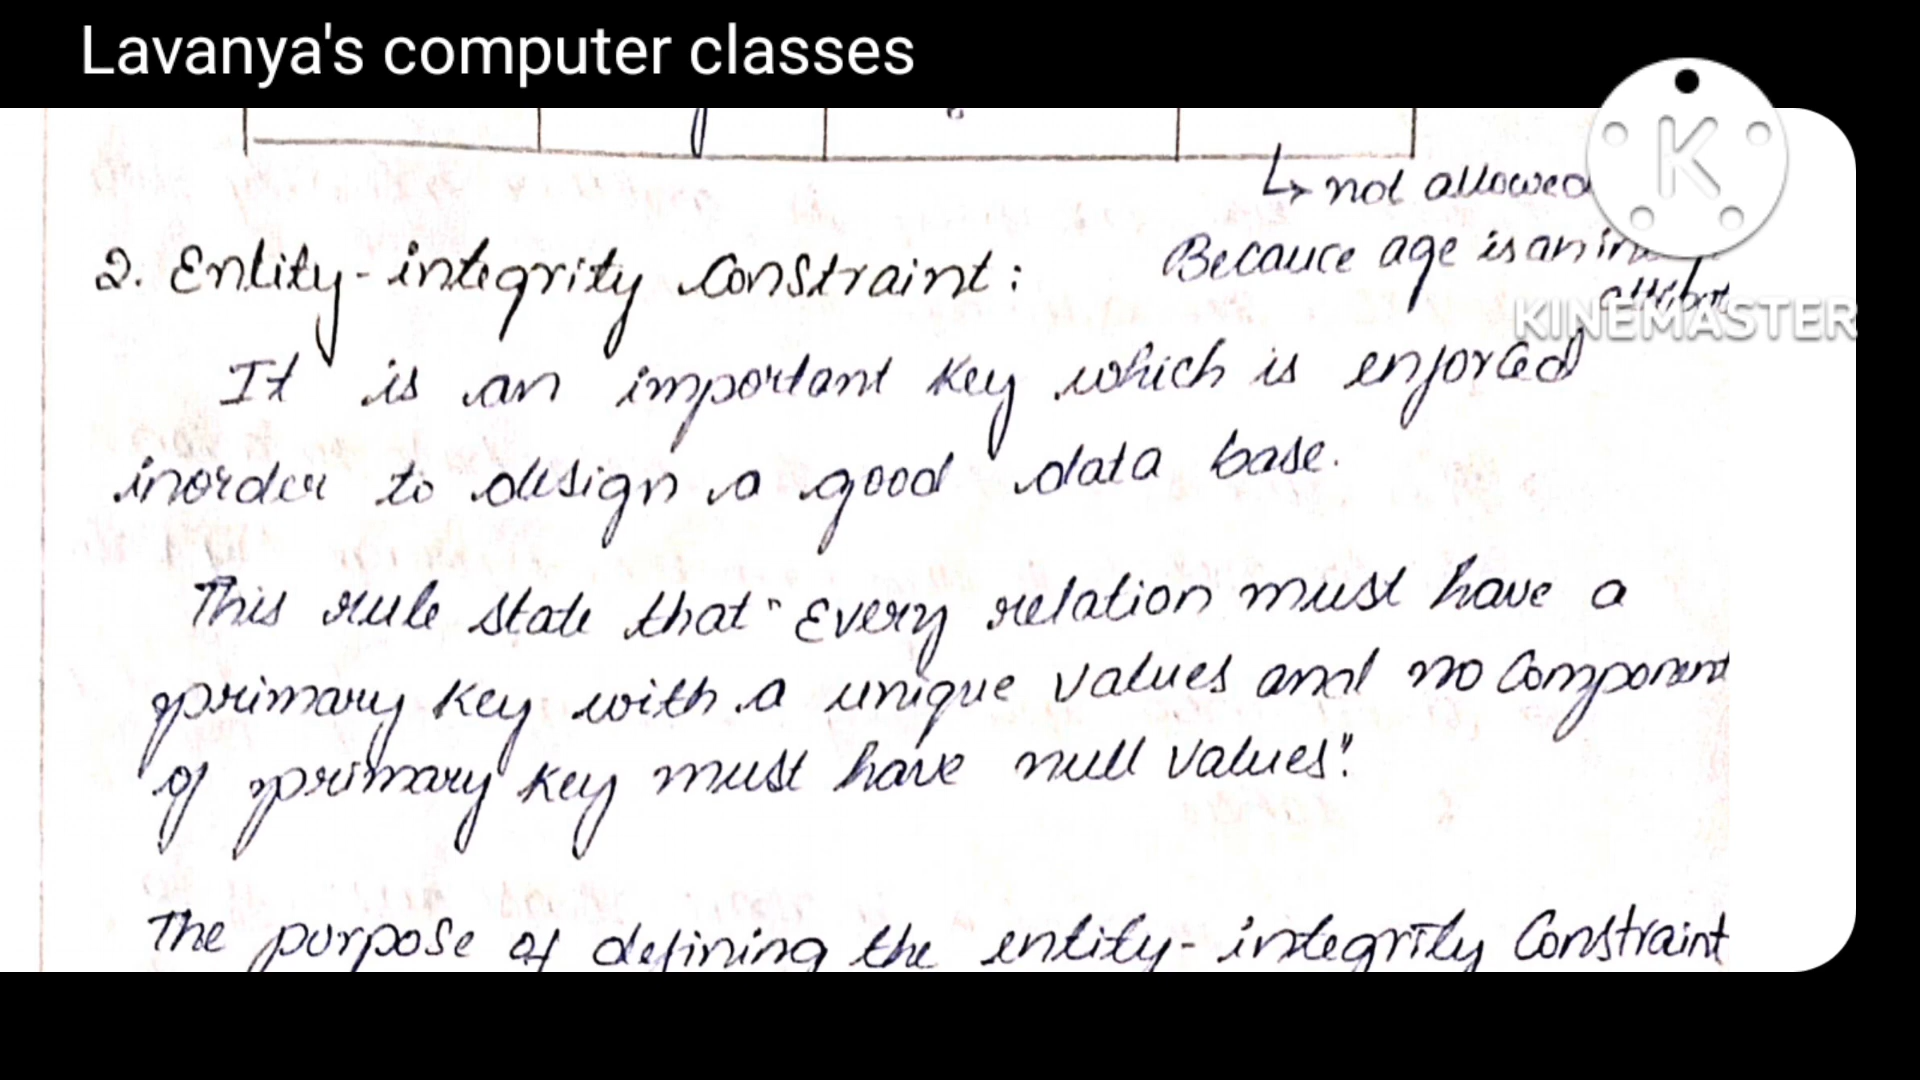 Lavanya's computer classes
K
↳ not allowed
Because age is an in
KINEMASTER
2. Entity-integrity Constraint:
It is an important key which is enforced
inorder to design a good data base.
This rule state that "Every relation must have a
primary key with a unique values and no Component
of primary key must have null values".
The purpose of defining the entity-integrity Constraint